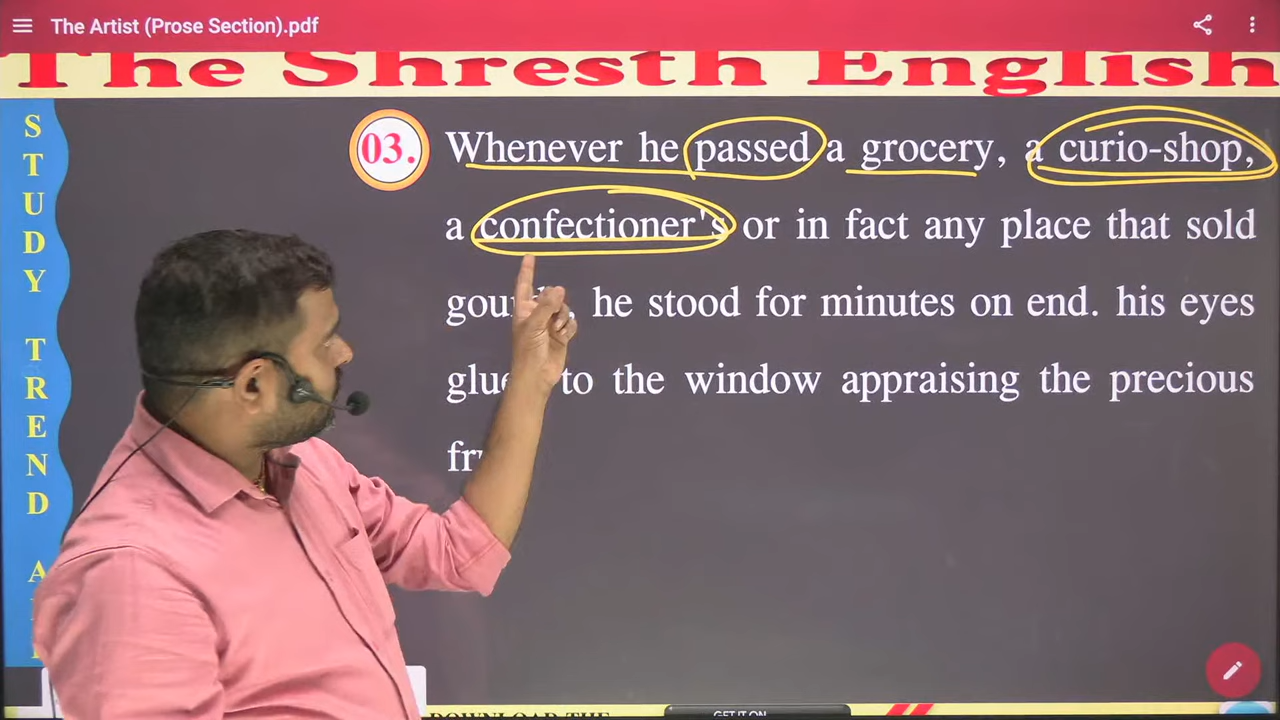 The Artist (Prose Section).pdf
The Shresth English
STUDY TREND
03. Whenever he passed a grocery, a curio-shop,
a confectioner's or in fact any place that sold
he stood for minutes on end. his eyes
to the window appraising the precious
DOWNLOAD THE
GET IT ON